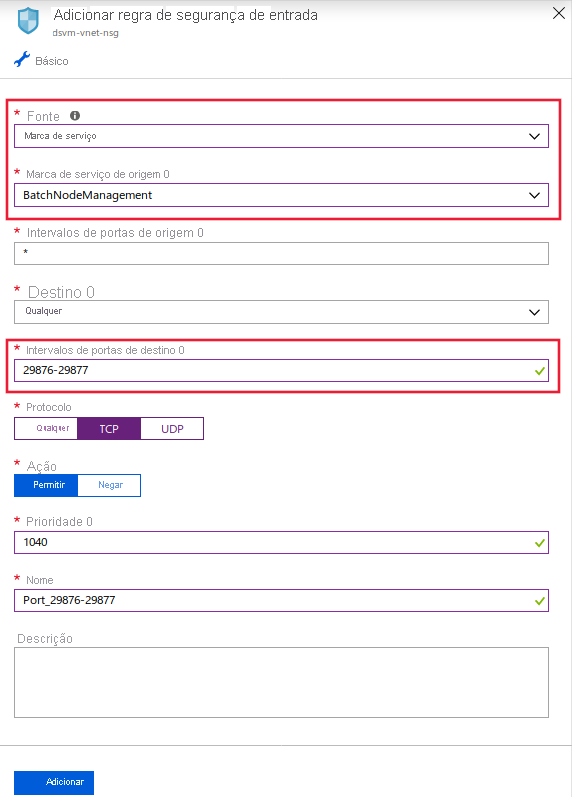 Adicionar regra de segurança de entrada
dsvm-vnet-nsg
Básico
* Fonte
Marca de serviço
* Marca de serviço de origem 0
BatchNodeManagement
* Intervalos de portas de origem 0
*
* Destino 0
Qualquer
* Intervalos de portas de destino 0
29876-29877
* Protocolo
Qualquer TCP UDP
* Ação
Permitir Negar
* Prioridade 0
1040
* Nome
Port_29876-29877
Descrição
Adicionar